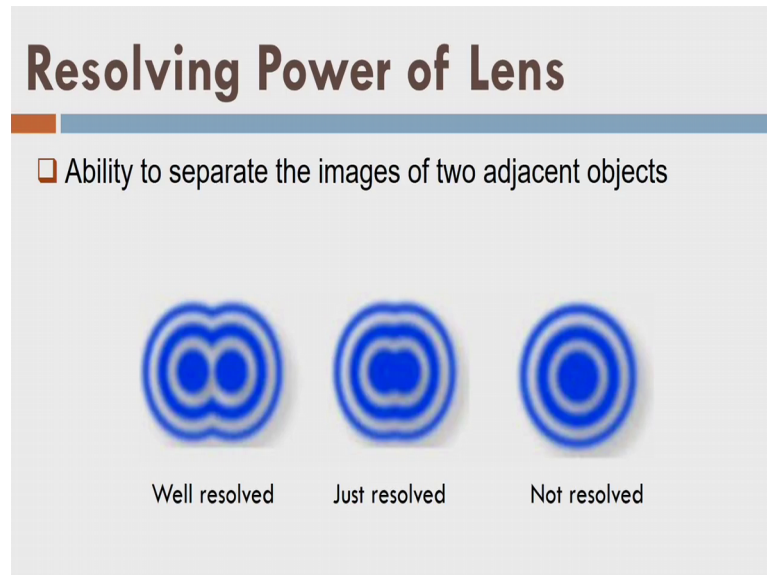 Resolving Power of Lens
Ability to separate the images of two adjacent objects
Well resolved
Just resolved
Not resolved